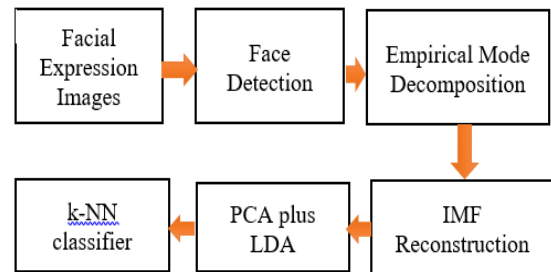 Facial
Expression
Images
Face
Detection
Empirical Mode
Decomposition
IMF
Reconstruction
PCA plus
LDA
k-NN
classifier